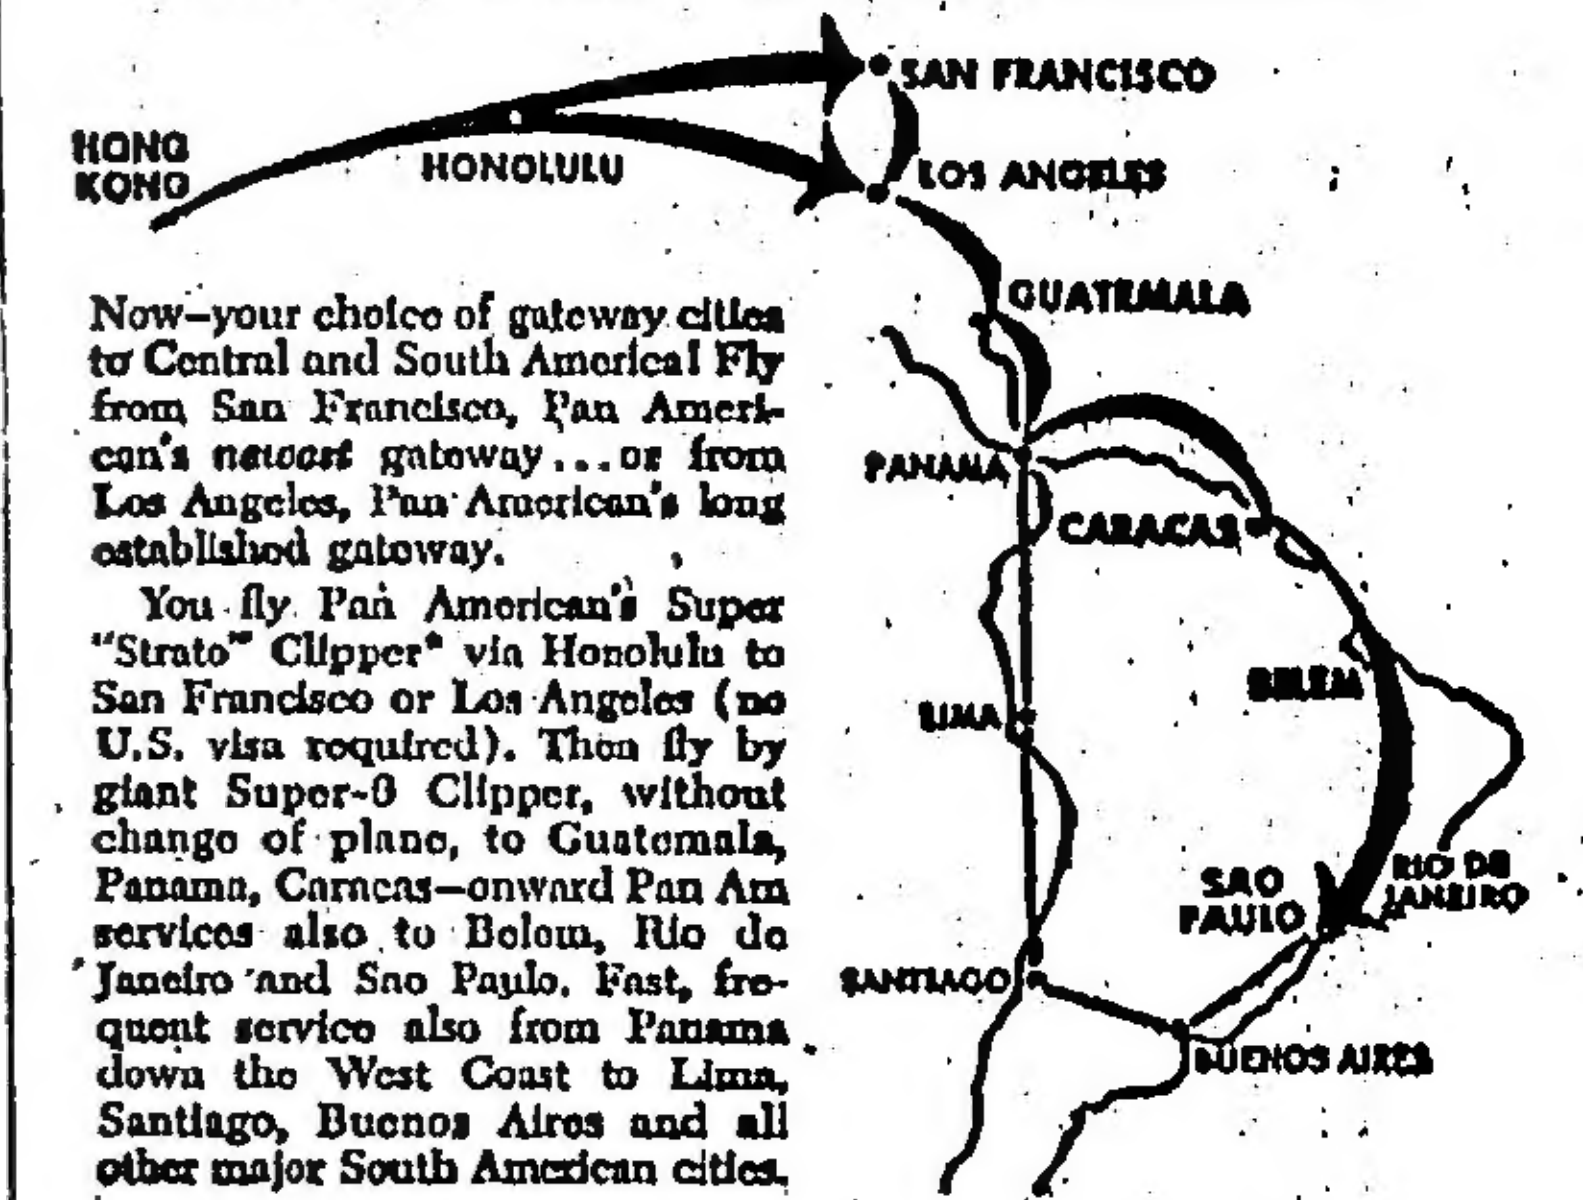 SAN FRANCISCO
HONG
KONG
HONOLULU
LOS ANGELES
GUATEMALA
PANAMA
CARACAS
BELEM
LIMA
RIO DE
JANEIRO
SAO
PAULO
SANTIAGO
BUENOS AIRES
Now—your choice of gateway cities
to Central and South America! Fly
from San Francisco, Pan Ameri-
can's newest gateway...or from
Los Angeles, Pan American's long
established gateway.
You fly Pan American's Super
"Strato" Clipper* via Honolulu to
San Francisco or Los Angeles (no
U.S. visa required). Then fly by
giant Super-6 Clipper, without
change of plane, to Guatemala,
Panama, Caracas—onward Pan Am
services also to Belem, Rio de
Janeiro and Sao Paulo. Fast, fre-
quent service also from Panama
down the West Coast to Lima,
Santiago, Buenos Aires and all
other major South American cities.